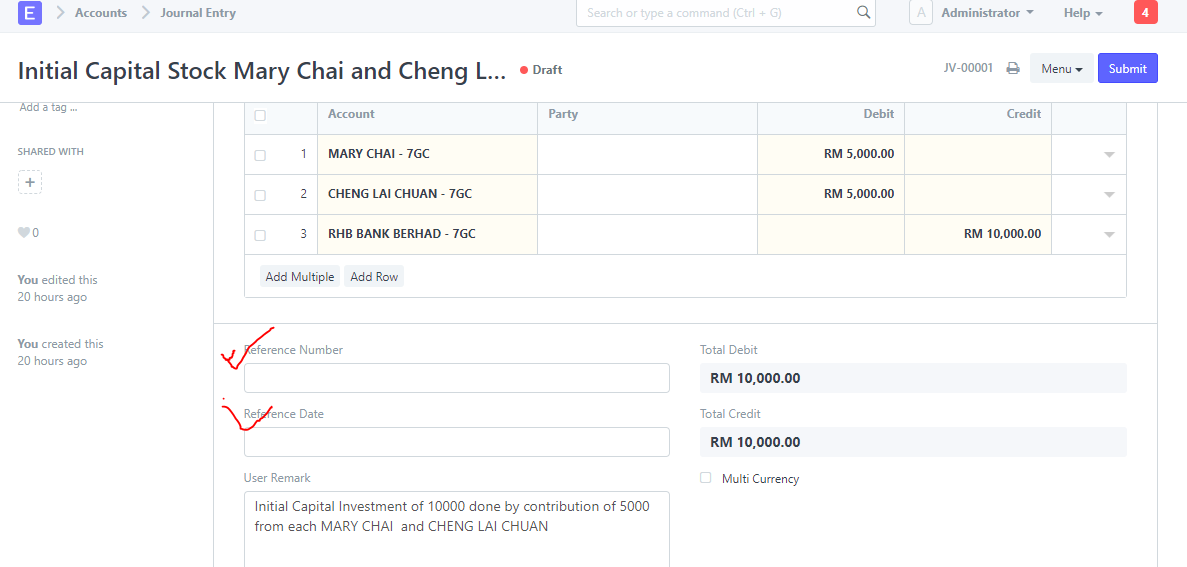 E Accounts Journal Entry Search or type a command (Ctrl + G) A Administrator Help 4
Initial Capital Stock Mary Chai and Cheng L... Draft JV-00001 Menu Submit
Add a tag ...
SHARED WITH
+
0
You edited this
20 hours ago
You created this
20 hours ago
Account Party Debit Credit
1 MARY CHAI - 7GC RM 5,000.00
2 CHENG LAI CHUAN - 7GC RM 5,000.00
3 RHB BANK BERHAD - 7GC RM 10,000.00
Add Multiple Add Row
Reference Number
Reference Date
User Remark
Initial Capital Investment of 10000 done by contribution of 5000
from each MARY CHAI and CHENG LAI CHUAN
Total Debit
RM 10,000.00
Total Credit
RM 10,000.00
Multi Currency